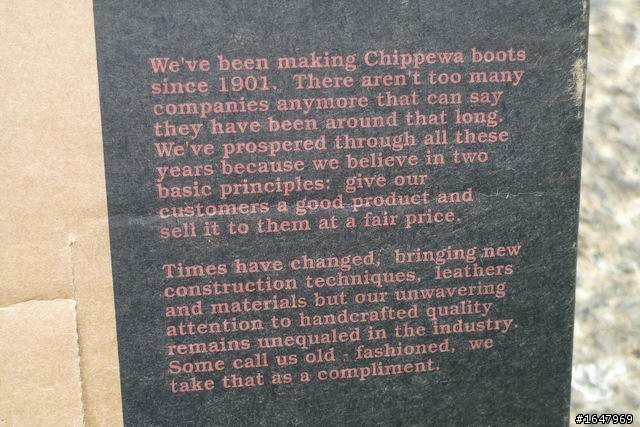 We've been making Chippewa boots
since 1901. There aren't too many
companies anymore that can say
they have been around that long.
We've prospered through all these
years because we believe in two
basic principles: give our
customers a good product and
sell it to them at a fair price.
Times have changed, bringing new
construction techniques, leathers
and materials but our unwavering
attention to handcrafted quality
remains unequaled in the industry.
Some call us old - fashioned, we
take that as a compliment.
#1647969